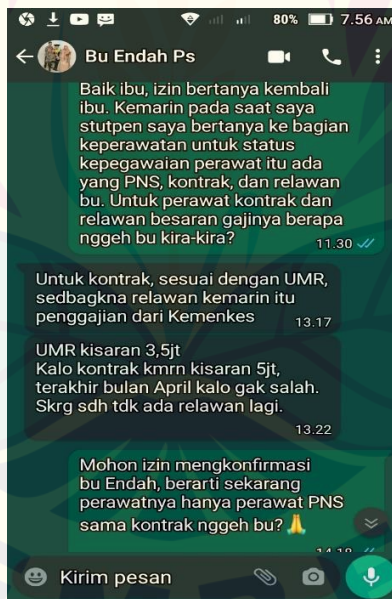 80%
7.56 AM
Bu Endah Ps
Baik ibu, izin bertanya kembali
ibu. Kemarin pada saat saya
stutpen saya bertanya ke bagian
keperawatan untuk status
kepegawaian perawat itu ada
yang PNS, kontrak, dan relawan
bu. Untuk perawat kontrak dan
relawan besaran gajinya berapa
nggeh bu kira-kira?
11.30
Untuk kontrak, sesuai dengan UMR,
sedbagkna relawan kemarin itu
penggajian dari Kemenkes
13.17
UMR kisaran 3,5jt
Kalo kontrak kmrn kisaran 5jt,
terakhir bulan April kalo gak salah.
Skrg sdh tdk ada relawan lagi.
13.22
Mohon izin mengkonfirmasi
bu Endah, berarti sekarang
perawatnya hanya perawat PNS
sama kontrak nggeh bu?
Kirim pesan